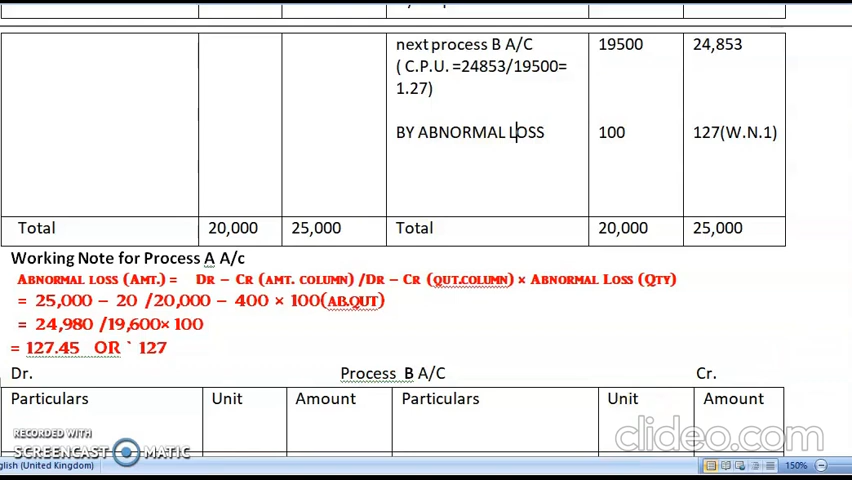 next process B A/C 19500 24,853
( C.P.U. =24853/19500=
1.27)
BY ABNORMAL LOSS 100 127(W.N.1)
Total 20,000 25,000 Total 20,000 25,000
Working Note for Process A A/c
ABNORMAL LOSS (AMT.) = DR – CR (AMT. COLUMN) /DR – CR (QUT.COLUMN) × ABNORMAL LOSS (QTY)
= 25,000 – 20 /20,000 – 400 × 100(AB.QUT)
= 24,980 /19,600× 100
= 127.45 OR ` 127
Dr. Process B A/C Cr.
Particulars Unit Amount Particulars Unit Amount
RECORDED WITH
SCREENCAST MATIC
clideo.com
glish (United Kingdom) 150%